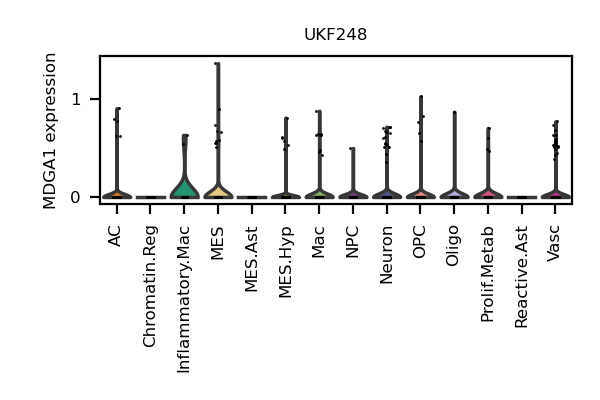 UKF248
MDGA1 expression
1
0
AC
Chromatin.Reg
Inflammatory.Mac
MES
MES.Ast
MES.Hyp
Mac
NPC
Neuron
OPC
Oligo
Prolif.Metab
Reactive.Ast
Vasc